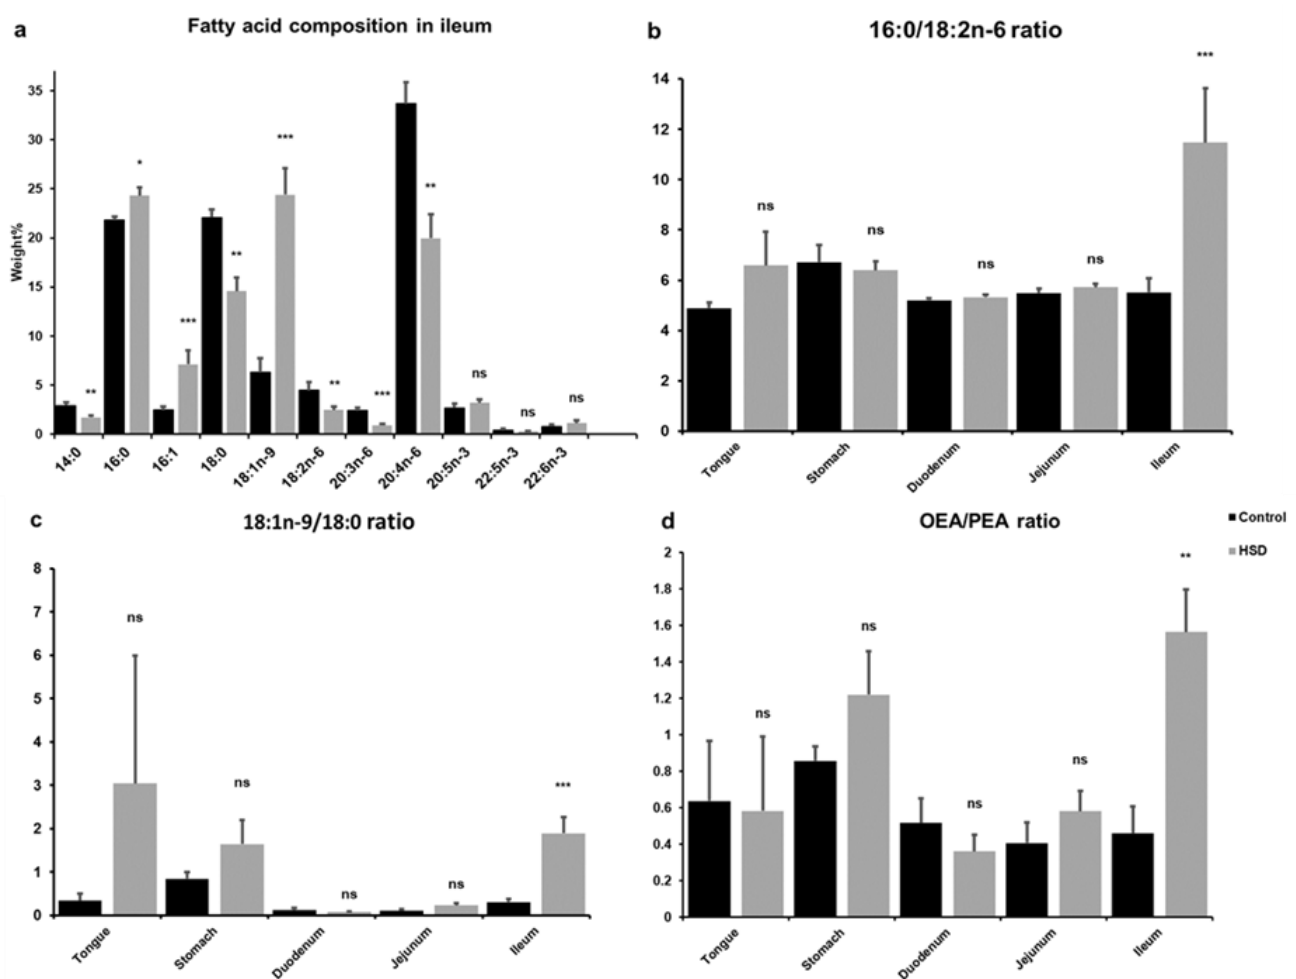 a
Fatty acid composition in ileum
Weight%
35
30
25
20
15
10
5
0
**
*
***
**
***
**
***
**
ns
ns
ns
14:0
16:0
16:1
18:0
18:1n-9
18:2n-6
20:3n-6
20:4n-6
20:5n-3
22:5n-3
22:6n-3
b
16:0/18:2n-6 ratio
14
12
10
8
6
4
2
0
ns
ns
ns
ns
***
Tongue
Stomach
Duodenum
Jejunum
Ileum
c
18:1n-9/18:0 ratio
8
7
6
5
4
3
2
1
0
ns
ns
ns
ns
***
Tongue
Stomach
Duodenum
Jejunum
Ileum
d
OEA/PEA ratio
2
1.8
1.6
1.4
1.2
1
0.8
0.6
0.4
0.2
0
ns
ns
ns
ns
**
Tongue
Stomach
Duodenum
Jejunum
Ileum
Control
HSD